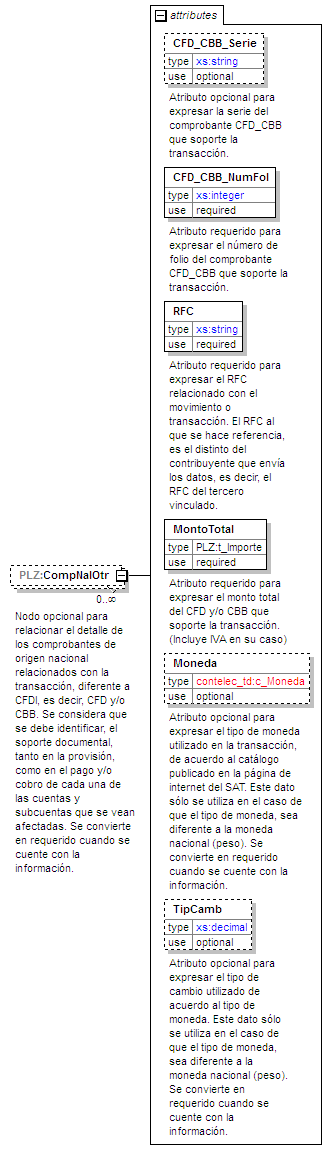 attributes
CFD_CBB_Serie
type xs:string
use optional
Atributo opcional para
expresar la serie del
comprobante CFD_CBB
que soporte la
transacción.
CFD_CBB_NumFol
type xs:integer
use required
Atributo requerido para
expresar el número de
folio del comprobante
CFD_CBB que soporte la
transacción.
RFC
type xs:string
use required
Atributo requerido para
expresar el RFC
relacionado con el
movimiento o
transacción. El RFC al
que se hace referencia,
es el distinto del
contribuyente que envía
los datos, es decir, el
RFC del tercero
vinculado.
MontoTotal
type PLZ:t_Importe
use required
Atributo requerido para
expresar el monto total
del CFD y/o CBB que
soporte la transacción.
(Incluye IVA en su caso)
Moneda
type contelec_td:c_Moneda
use optional
Atributo opcional para
expresar el tipo de moneda
utilizado en la transacción,
de acuerdo al catálogo
publicado en la página de
internet del SAT. Este dato
sólo se utiliza en el caso de
que el tipo de moneda, sea
diferente a la moneda
nacional (peso). Se
convierte en requerido
cuando se cuente con la
información.
TipCamb
type xs:decimal
use optional
Atributo opcional para
expresar el tipo de
cambio utilizado de
acuerdo al tipo de
moneda. Este dato sólo
se utiliza en el caso de
que el tipo de moneda,
sea diferente a la
moneda nacional (peso).
Se convierte en
requerido cuando se
cuente con la
información.
PLZ:CompNalOtr
0..∞
Nodo opcional para
relacionar el detalle de
los comprobantes de
origen nacional
relacionados con la
transacción, diferente a
CFDI, es decir, CFD y/o
CBB. Se considera que
se debe identificar, el
soporte documental,
tanto en la provisión,
como en el pago y/o
cobro de cada una de
las cuentas y
subcuentas que se vean
afectadas. Se convierte
en requerido cuando se
cuente con la
información.